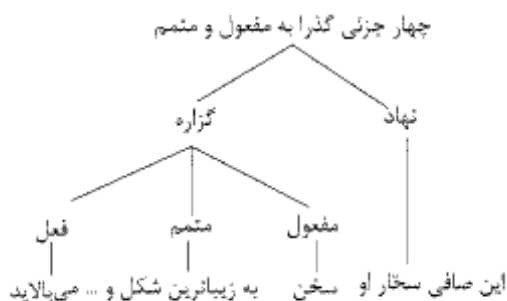 چهار جزئی گذرا به مفعول و متمم
نهاد گزاره
مفعول متمم فعل
این صافی سخّار او سخن به زیباترین شکل و ... می‌پالاید